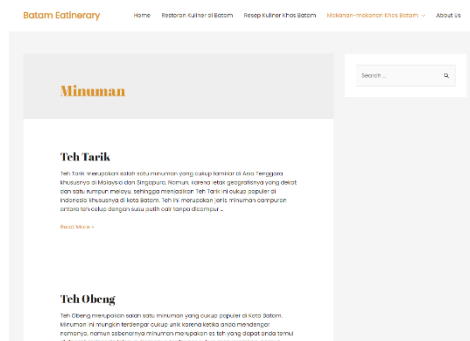 Batam Eatinerary
Home Restoran Kuliner di Batam Resep Kuliner Khas Batam Makanan-makanan Khas Batam About Us
Search ...
Minuman
Teh Tarik
Teh Tarik merupakan salah satu minuman yang cukup familiar di Asia Tenggara
khususnya di Malaysia dan Singapura. Namun, karena letak geografisnya yang dekat
dan satu rumpun melayu, sehingga menjadikan Teh Tarik ini cukup populer di
Indonesia khususnya di kota Batam. Teh ini merupakan jenis minuman campuran
antara teh celup dengan susu putih cair tanpa dicampur ...
Read More »
Teh Obeng
Teh Obeng merupakan salah satu minuman yang cukup populer di Kota Batam.
Minuman ini mungkin terdengar cukup unik karena ketika anda mendengar
namanya, namun sebenarnya minuman merupakan es teh yang dapat anda temui